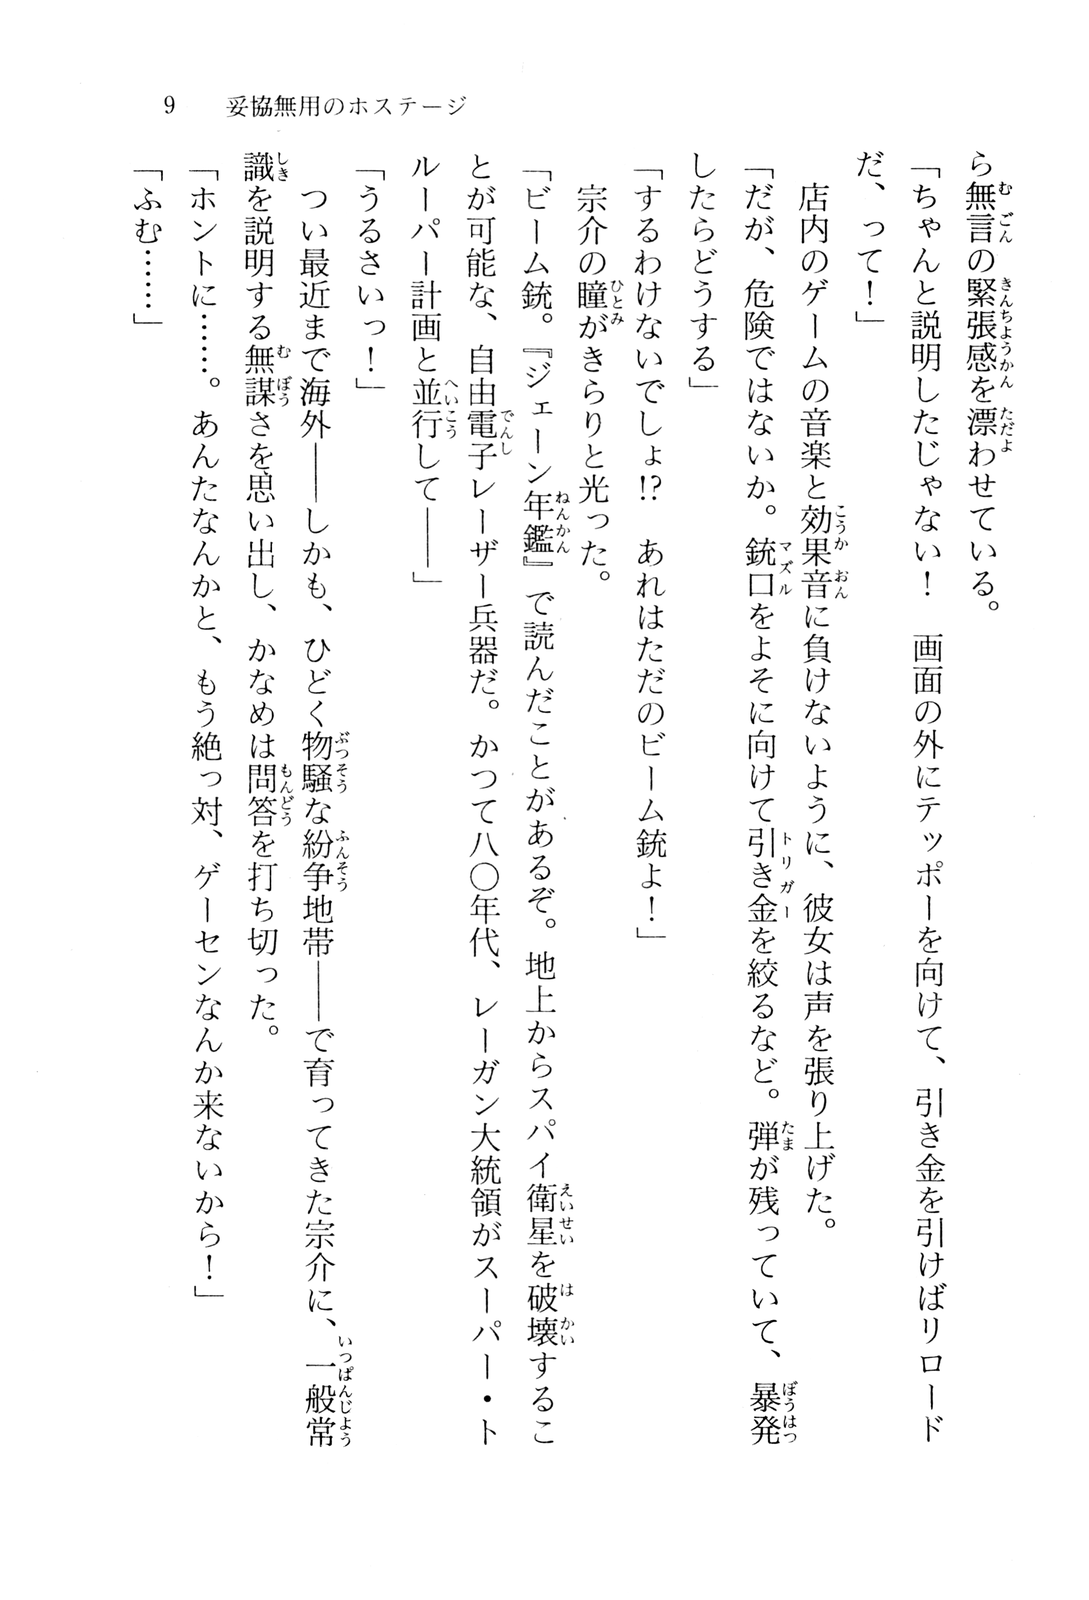 9　妥協無用のホステージ
ら無言の緊張感を漂わせている。
「ちゃんと説明したじゃない！　画面の外にテッポーを向けて、引き金を引けばリロード
だ、って！」
　店内のゲームの音楽と効果音に負けないように、彼女は声を張り上げた。
「だが、危険ではないか。銃口をよそに向けて引き金を絞るなど。弾が残っていて、暴発
したらどうする」
「するわけないでしょ!?　あれはただのビーム銃よ！」
　宗介の瞳がきらりと光った。
「ビーム銃。『ジェーン年鑑』で読んだことがあるぞ。地上からスパイ衛星を破壊するこ
とが可能な、自由電子レーザー兵器だ。かつて八〇年代、レーガン大統領がスーパー・ト
ルーパー計画と並行して――」
「うるさいっ！」
　つい最近まで海外――しかも、ひどく物騒な紛争地帯――で育ってきた宗介に、一般常
識を説明する無謀さを思い出し、かなめは問答を打ち切った。
「ホントに……。あんたなんかと、もう絶っ対、ゲーセンなんか来ないから！」
「ふむ……」